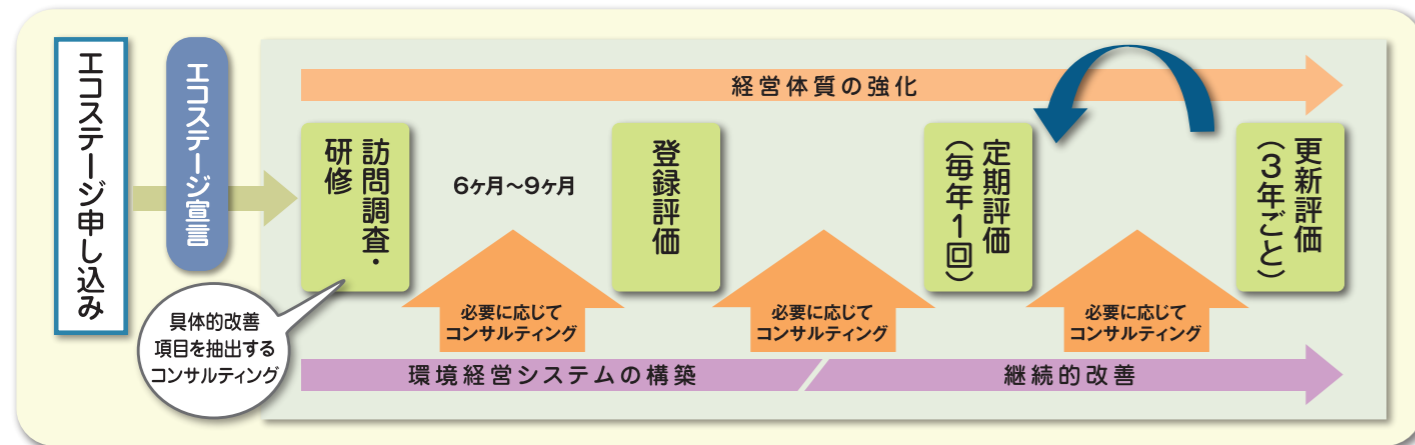 エコステージ申し込み
エコステージ宣言
経営体質の強化
訪問調査・
研修
具体的改善
項目を抽出する
コンサルティング
6ヶ月〜9ヶ月
必要に応じて
コンサルティング
登録評価
必要に応じて
コンサルティング
定期評価
（毎年1回）
必要に応じて
コンサルティング
更新評価
（3年ごと）
環境経営システムの構築
継続的改善